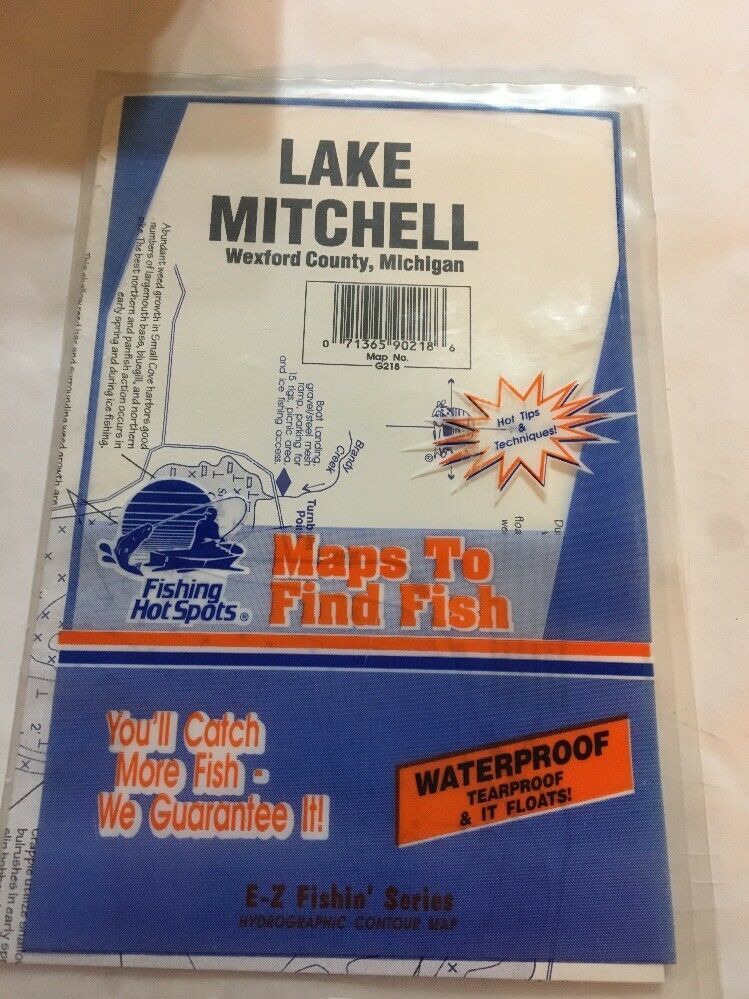 LAKE
MITCHELL
Wexford County, Michigan
0 71365 90218 6
Map No.
G218
Abundant weed growth in Small Cove harbors good
numbers of largemouth bass, bluegill, and northern
pike. The best northern and panfish action occurs in
early spring and during ice fishing.
Boat Landing,
gravel/steel mesh
ramp, parking for
15 rigs, picnic area,
and ice fishing access
Brandy
Creek
Hot Tips
&
Techniques!
Fishing
Hot Spots®
Maps To
Find Fish
You'll Catch
More Fish -
We Guarantee It!
WATERPROOF
TEARPROOF
& IT FLOATS!
E-Z Fishin' Series
HYDROGRAPHIC CONTOUR MAP
bulrushes in early